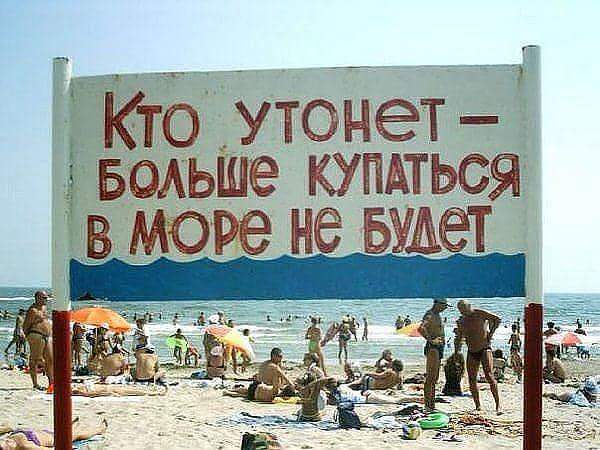 Кто утонет –
больше купаться
в море не будет